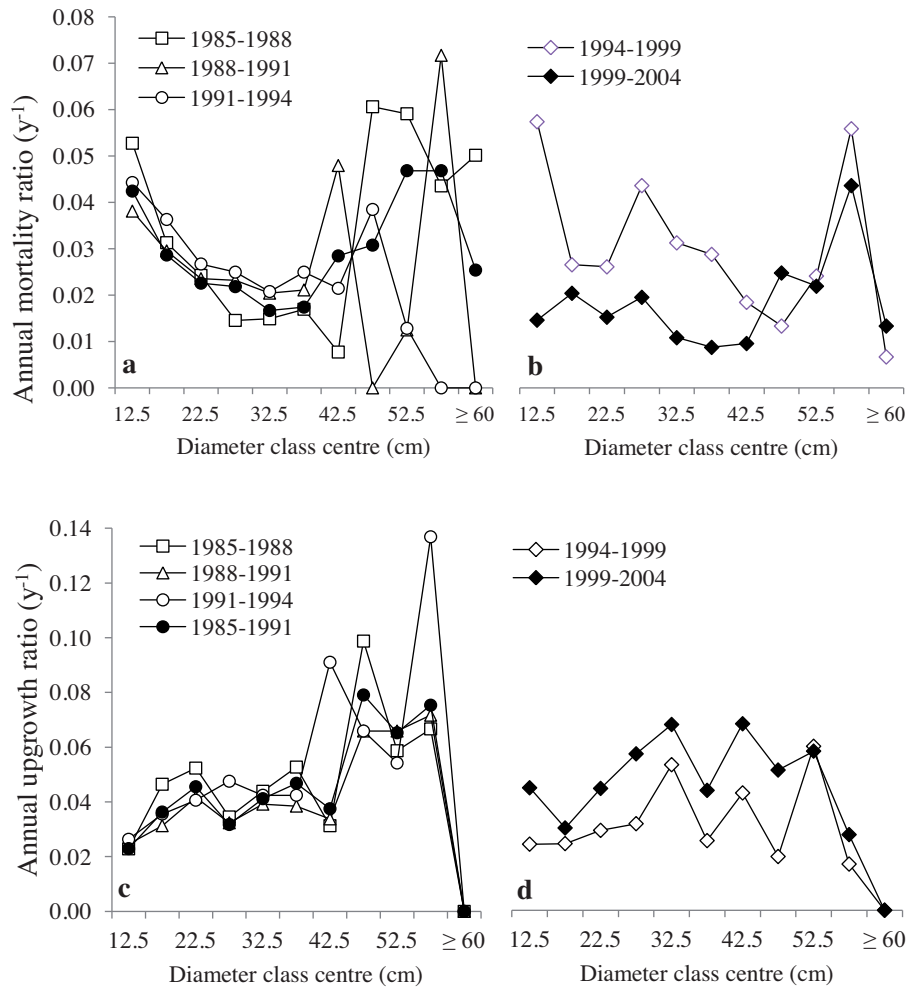 0.08
0.07
0.06
0.05
0.04
0.03
0.02
0.01
0.00
Annual mortality ratio (y-1)
1985-1988
1988-1991
1991-1994
a
12.5 22.5 32.5 42.5 52.5 ≥ 60
Diameter class centre (cm)
1994-1999
1999-2004
b
12.5 22.5 32.5 42.5 52.5 ≥ 60
Diameter class centre (cm)
0.14
0.12
0.10
0.08
0.06
0.04
0.02
0.00
Annual upgrowth ratio (y-1)
1985-1988
1988-1991
1991-1994
1985-1991
c
12.5 22.5 32.5 42.5 52.5 ≥ 60
Diameter class centre (cm)
1994-1999
1999-2004
d
12.5 22.5 32.5 42.5 52.5 ≥ 60
Diameter class centre (cm)